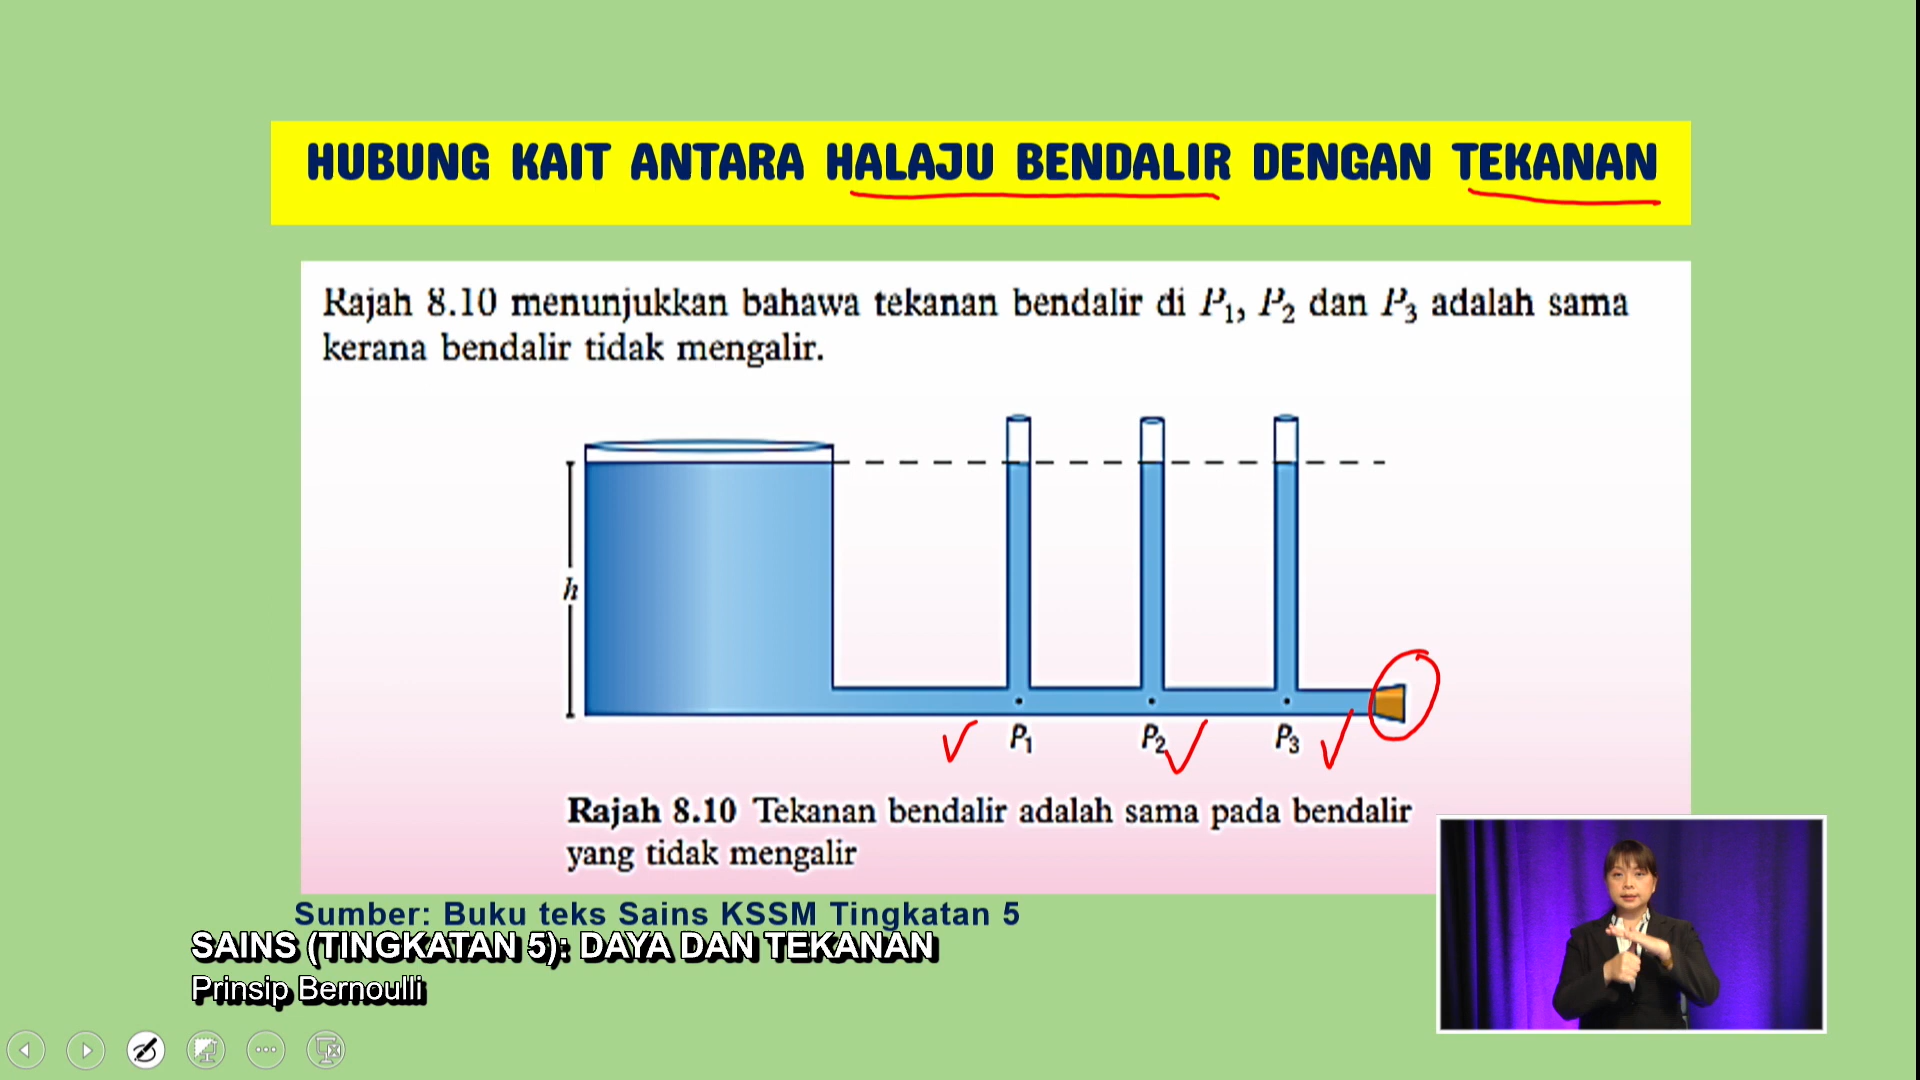 HUBUNG KAIT ANTARA HALAJU BENDALIR DENGAN TEKANAN
Rajah 8.10 menunjukkan bahawa tekanan bendalir di P₁, P₂ dan P₃ adalah sama
kerana bendalir tidak mengalir.
h
P₁ P₂ P₃
Rajah 8.10 Tekanan bendalir adalah sama pada bendalir
yang tidak mengalir
Sumber: Buku teks Sains KSSM Tingkatan 5
SAINS (TINGKATAN 5): DAYA DAN TEKANAN
Prinsip Bernoulli